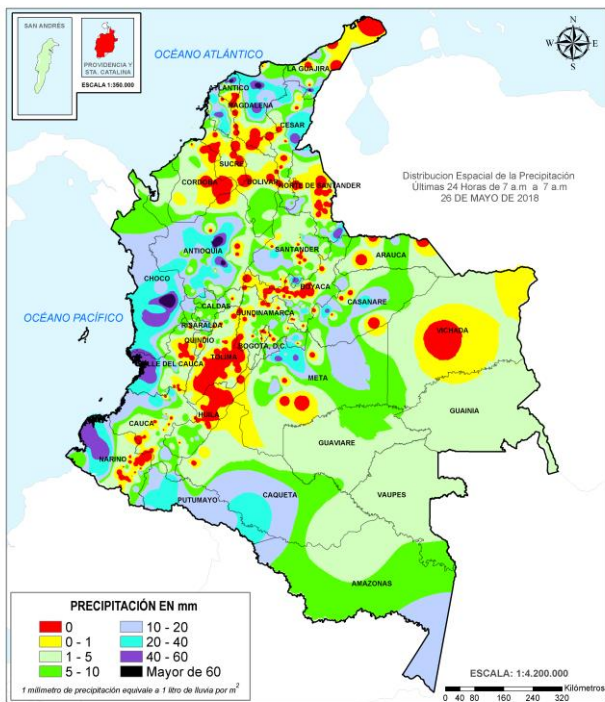 SAN ANDRÉS
PROVIDENCIA Y
STA. CATALINA
ESCALA 1:350.000
OCÉANO ATLÁNTICO
N
W
E
S
LA GUAJIRA
ATLANTICO
MAGDALENA
CESAR
SUCRE
CORDOBA
BOLIVAR
NORTE DE SANTANDER
Distribucion Espacial de la Precipitación
Últimas 24 Horas de 7 a.m a 7 a.m
26 DE MAYO DE 2018
ANTIOQUIA
SANTANDER
ARAUCA
CHOCO
BOYACA
CASANARE
OCÉANO PACÍFICO
CALDAS
CUNDINAMARCA
RISARALDA
VICHADA
QUINDIO
BOGOTA, D.C.
TOLIMA
VALLE DEL CAUCA
META
GUAINIA
CAUCA
HUILA
GUAVIARE
NARIÑO
PUTUMAYO
CAQUETA
VAUPES
AMAZONAS
PRECIPITACIÓN EN mm
0
10 - 20
0 - 1
20 - 40
1 - 5
40 - 60
5 - 10
Mayor de 60
1 milímetro de precipitación equivale a 1 litro de lluvia por m²
ESCALA: 1:4.200.000
Kilómetros
0 40 80 160 240 320